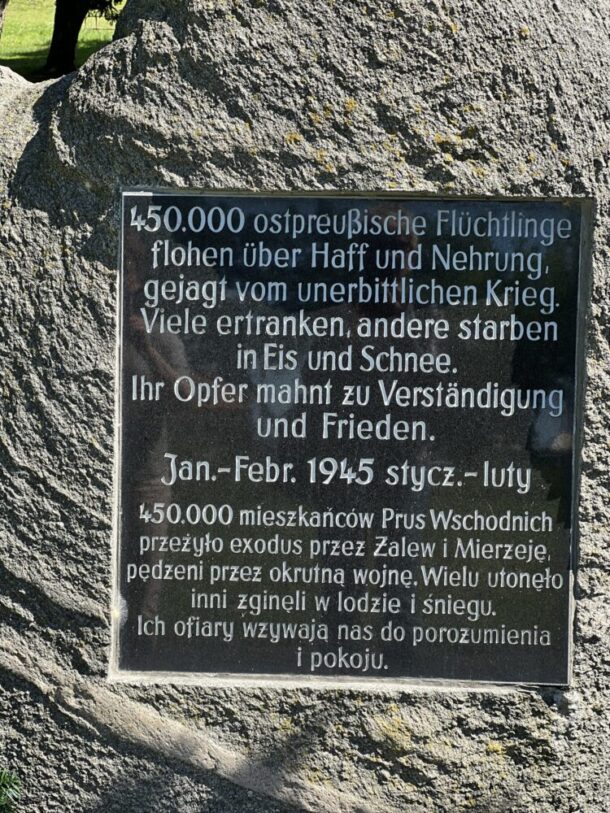 450.000 ostpreußische Flüchtlinge
flohen über Haff und Nehrung,
gejagt vom unerbittlichen Krieg.
Viele ertranken, andere starben
in Eis und Schnee.
Ihr Opfer mahnt zu Verständigung
und Frieden.
Jan.-Febr. 1945 stycz.-luty
450.000 mieszkańców Prus Wschodnich
przeżyło exodus przez Zalew i Mierzeję,
pędzeni przez okrutną wojnę. Wielu utonęło
inni zginęli w lodzie i śniegu.
Ich ofiary wzywają nas do porozumienia
i pokoju.